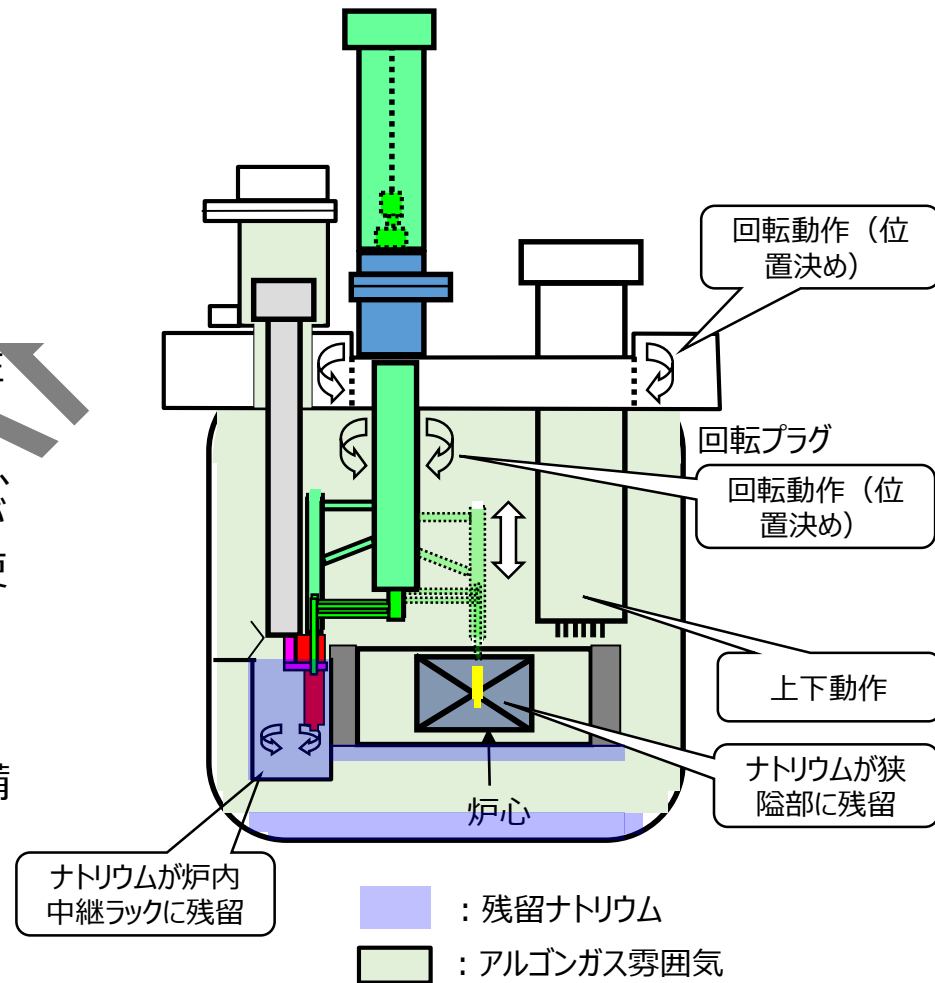 回転動作（位
置決め）
回転プラグ
回転動作（位
置決め）
上下動作
ナトリウムが狭
隘部に残留
炉心
備
ナトリウムが炉内
中継ラックに残留
：残留ナトリウム
：アルゴンガス雰囲気